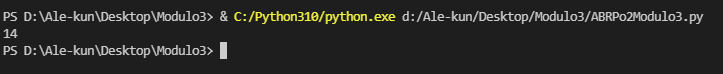 PS D:\Ale-kun\Desktop\Modulo3> & C:/Python310/python.exe d:/Ale-kun/Desktop/Modulo3/ABRPo2Modulo3.py
14
PS D:\Ale-kun\Desktop\Modulo3>